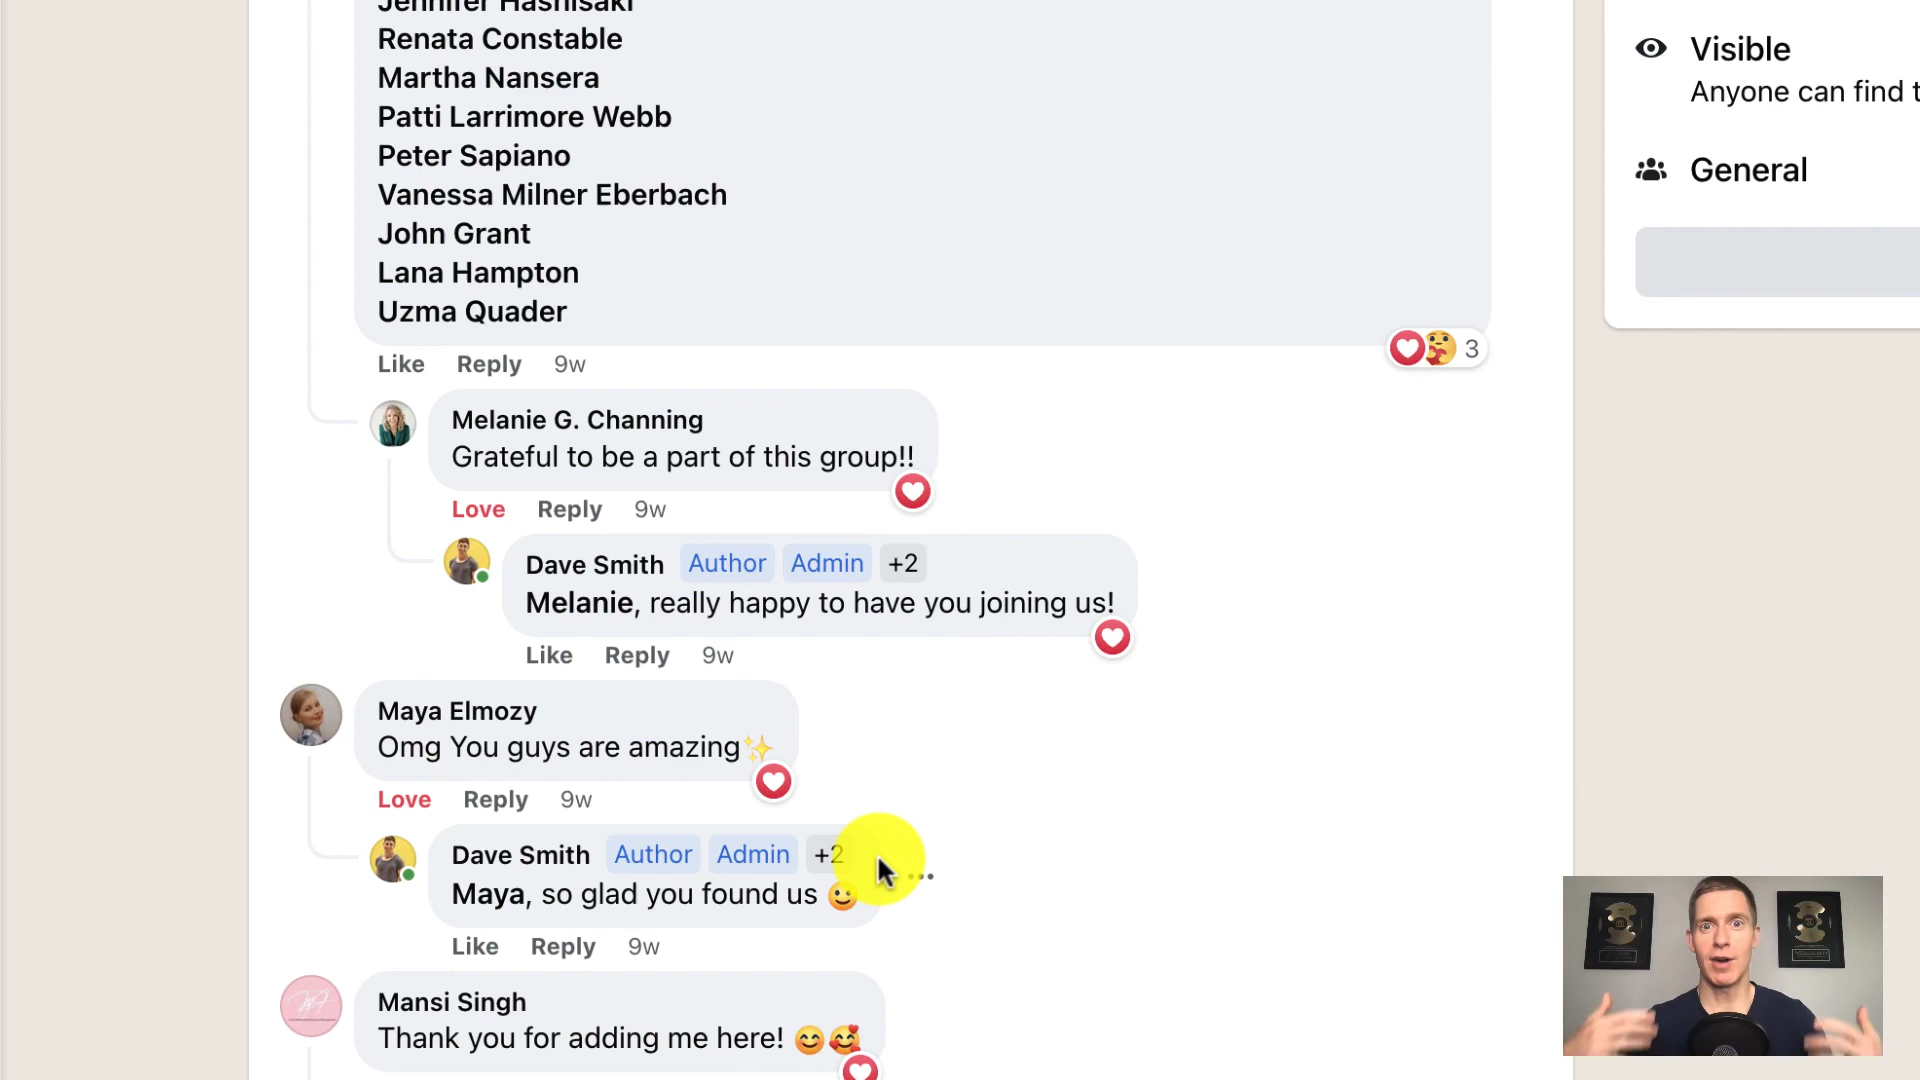 Jennifer Hashisaki
Renata Constable
Martha Nansera
Patti Larrimore Webb
Peter Sapiano
Vanessa Milner Eberbach
John Grant
Lana Hampton
Uzma Quader
Like Reply 9w
3
Melanie G. Channing
Grateful to be a part of this group!!
Love Reply 9w
Dave Smith Author Admin +2
Melanie, really happy to have you joining us!
Like Reply 9w
Maya Elmozy
Omg You guys are amazing✨
Love Reply 9w
Dave Smith Author Admin +2
Maya, so glad you found us 🙂
Like Reply 9w
Mansi Singh
Thank you for adding me here! 😊🥰
Visible
Anyone can find t
General